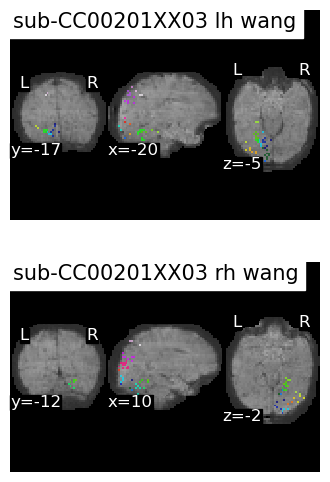 sub-CC00201XX03 lh wang
L R L R
y=-17 x=-20 z=-5
sub-CC00201XX03 rh wang
L R L R
y=-12 x=10 z=-2